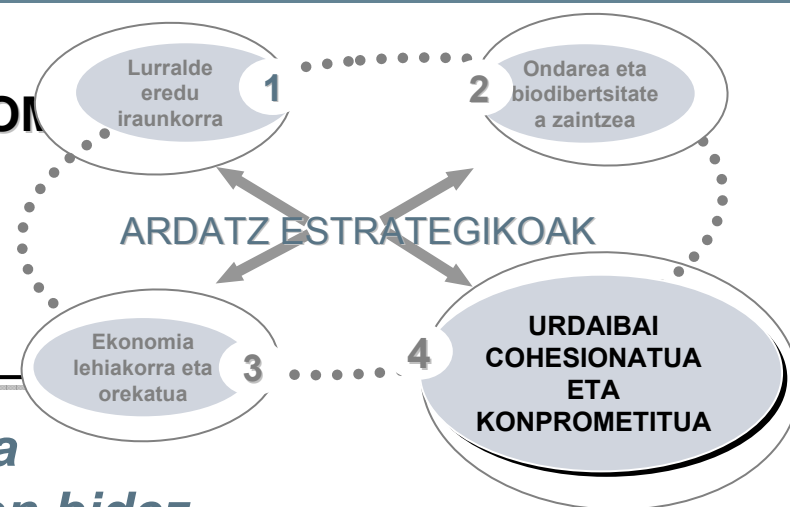 Lurralde
eredu
iraunkorra
1
2
Ondarea eta
biodibertsitate
a zaintzea
ARDATZ ESTRATEGIKOAK
Ekonomia
lehiakorra eta
orekatua
3
4
URDAIBAI
COHESIONATUA
ETA
KONPROMETITUA
bidez